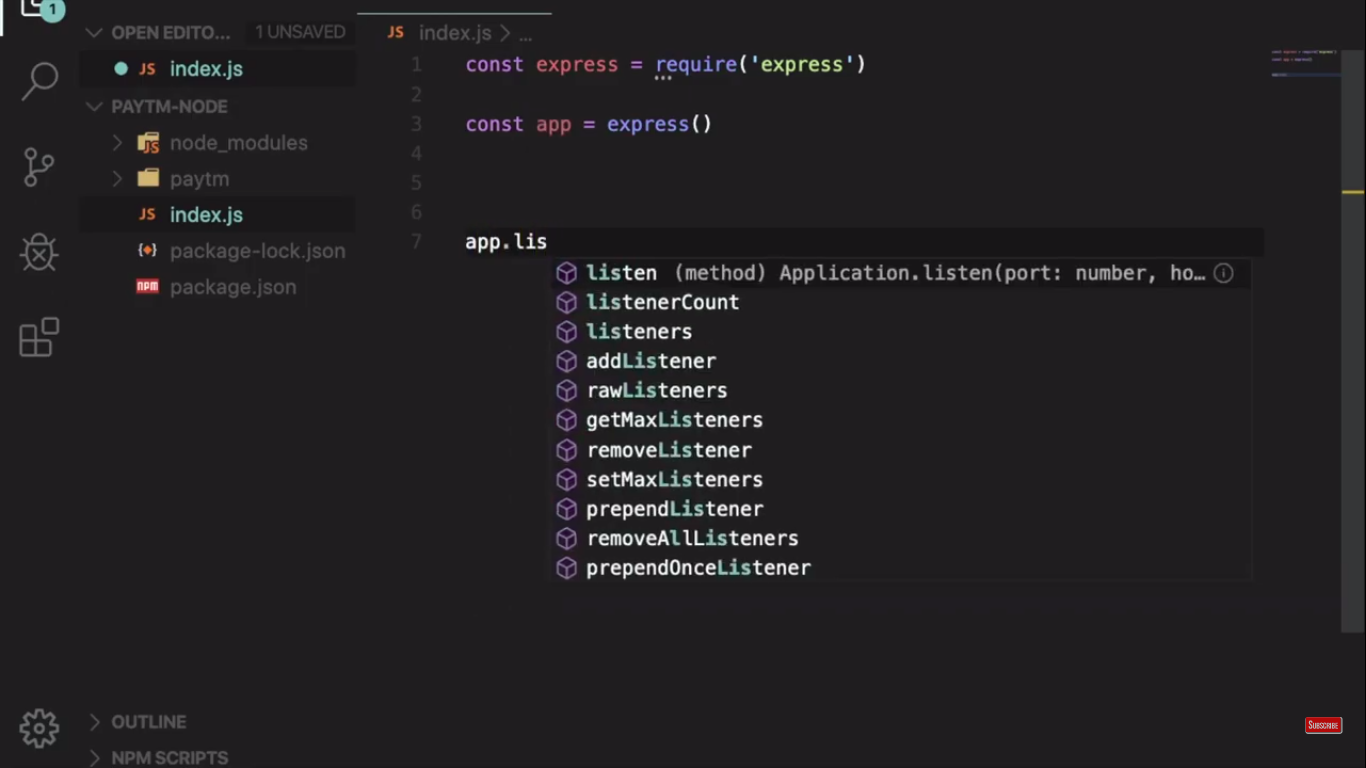 1
OPEN EDITO... 1 UNSAVED
JS index.js
PAYTM-NODE
JS node_modules
paytm
JS index.js
package-lock.json
npm package.json
OUTLINE
NPM SCRIPTS
JS index.js > ...
1 const express = require('express')
2
3 const app = express()
4
5
6
7 app.lis
listen (method) Application.listen(port: number, ho…
listenerCount
listeners
addListener
rawListeners
getMaxListeners
removeListener
setMaxListeners
prependListener
removeAllListeners
prependOnceListener
SUBSCRIBE